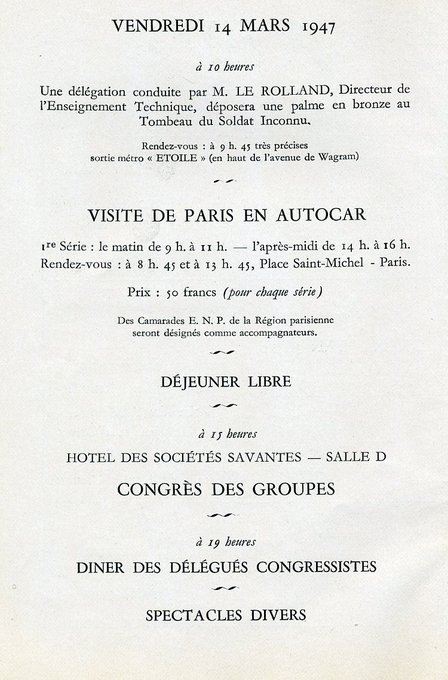 VENDREDI 14 MARS 1947
à 10 heures
Une délégation conduite par M. LE ROLLAND, Directeur de
l'Enseignement Technique, déposera une palme en bronze au
Tombeau du Soldat Inconnu.
Rendez-vous : à 9 h. 45 très précises
sortie métro « ETOILE » (en haut de l'avenue de Wagram)
VISITE DE PARIS EN AUTOCAR
1re Série : le matin de 9 h. à 11 h. — l'après-midi de 14 h. à 16 h.
Rendez-vous : à 8 h. 45 et à 13 h. 45, Place Saint-Michel - Paris.
Prix : 50 francs (pour chaque série)
Des Camarades E. N. P. de la Région parisienne
seront désignés comme accompagnateurs.
DÉJEUNER LIBRE
à 15 heures
HOTEL DES SOCIÉTÉS SAVANTES — SALLE D
CONGRÈS DES GROUPES
à 19 heures
DINER DES DÉLÉGUÉS CONGRESSISTES
SPECTACLES DIVERS